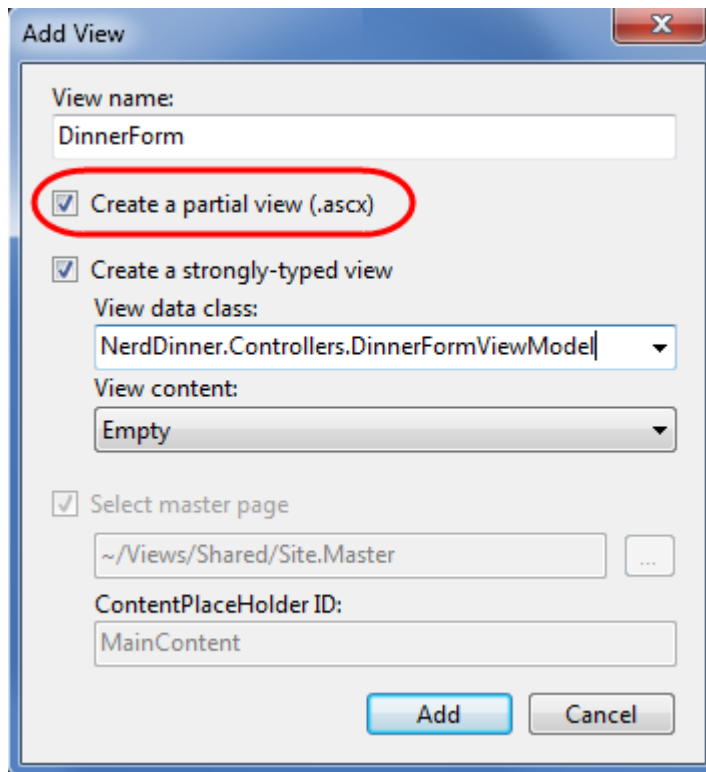 Add View
View name:
DinnerForm
Create a partial view (.ascx)
Create a strongly-typed view
View data class:
NerdDinner.Controllers.DinnerFormViewModel
View content:
Empty
Select master page
~/Views/Shared/Site.Master
...
ContentPlaceHolder ID:
MainContent
Add
Cancel